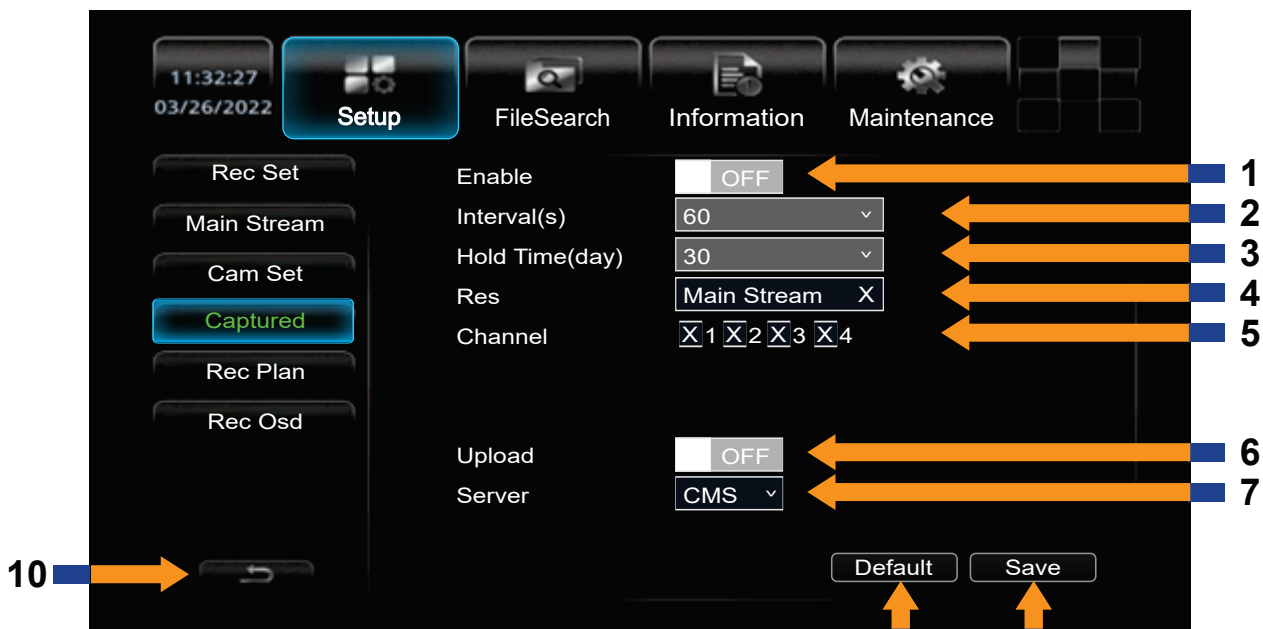 11:32:27
03/26/2022
Setup
FileSearch
Information
Maintenance
Rec Set
Main Stream
Cam Set
Captured
Rec Plan
Rec Osd
Enable OFF 1
Interval(s) 60 2
Hold Time(day) 30 3
Res Main Stream X 4
Channel X 1 X 2 X 3 X 4 5
Upload OFF 6
Server CMS 7
10
Default Save